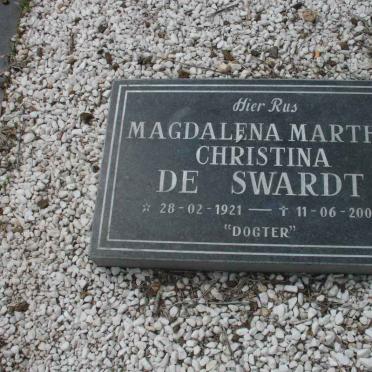 Hier Rus
MAGDALENA MARTH
CHRISTINA
DE SWARDT
☆ 28-02-1921 — ✝ 11-06-200
"DOGTER"